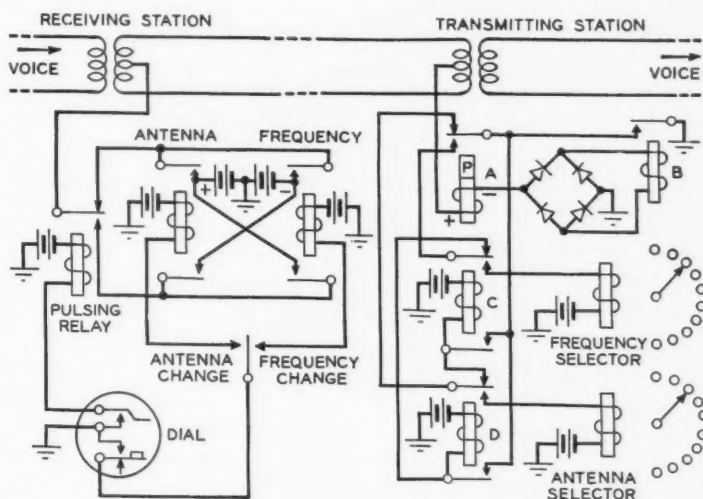 RECEIVING STATION
TRANSMITTING STATION
VOICE
VOICE
ANTENNA
FREQUENCY
P
A
B
+
−
−
+
PULSING
RELAY
C
FREQUENCY
SELECTOR
ANTENNA
CHANGE
FREQUENCY
CHANGE
DIAL
D
ANTENNA
SELECTOR